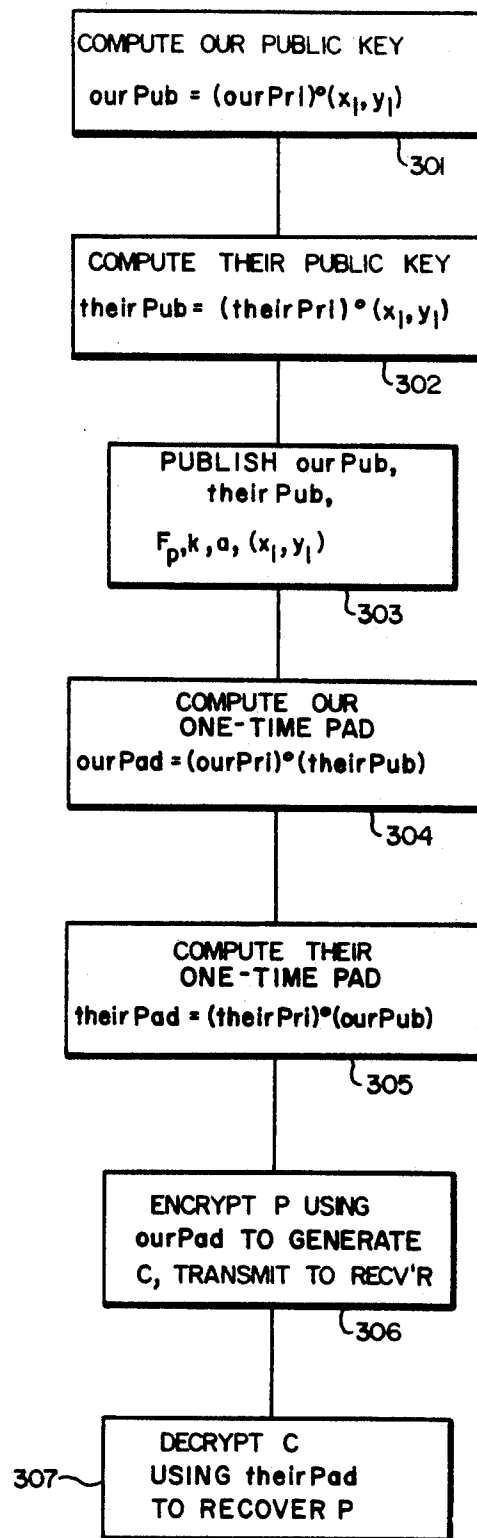 COMPUTE OUR PUBLIC KEY
ourPub = (ourPri)°(x₁, y₁)
301
COMPUTE THEIR PUBLIC KEY
theirPub = (theirPri)°(x₁, y₁)
302
PUBLISH ourPub,
theirPub,
Fₚ, k, a, (x₁, y₁)
303
COMPUTE OUR
ONE-TIME PAD
ourPad = (ourPri)°(theirPub)
304
COMPUTE THEIR
ONE-TIME PAD
theirPad = (theirPri)°(ourPub)
305
ENCRYPT P USING
ourPad TO GENERATE
C, TRANSMIT TO RECV'R
306
DECRYPT C
307 USING theirPad
TO RECOVER P